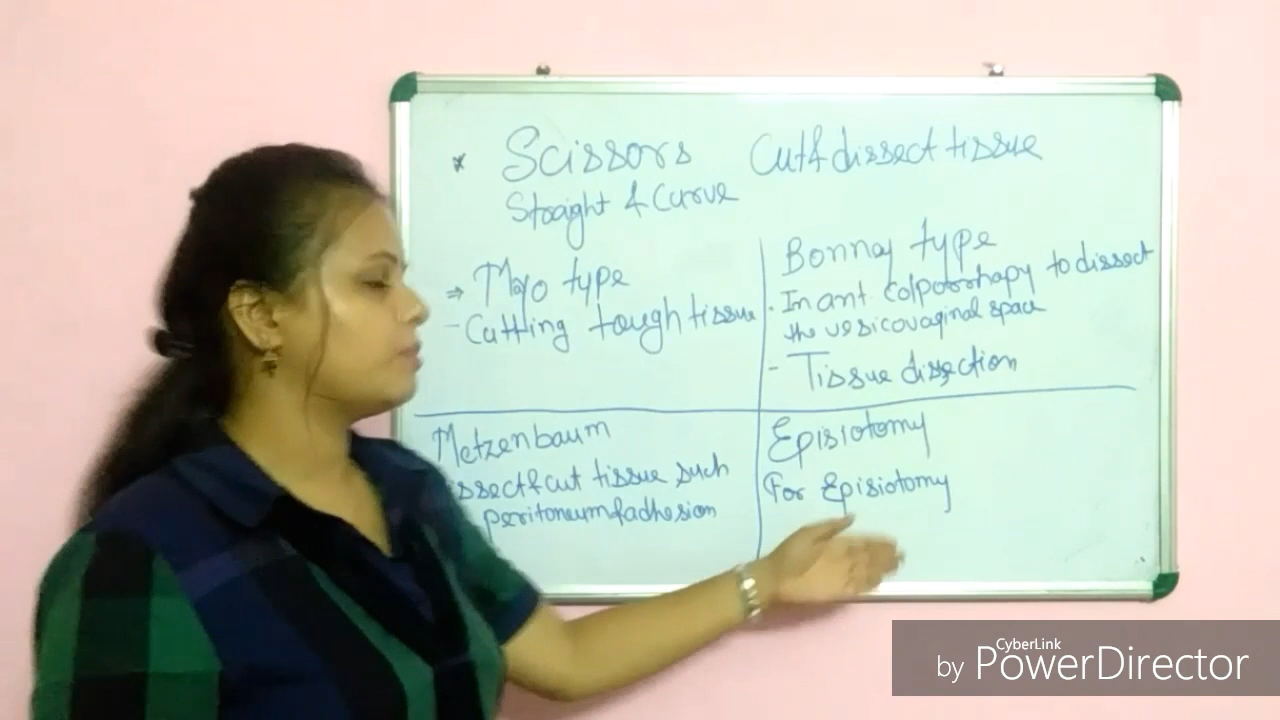 * Scissors Cut & dissect tissue
Straight & Curve
⇒ Mayo type
- Cutting tough tissue
Bonney type
- In ant colporrhapy to dissect
the vesicovaginal space
- Tissue dissection
Metzenbaum
issect & cut tissue such
peritoneum & adhesion
Episiotomy
For Episiotomy
by CyberLink PowerDirector